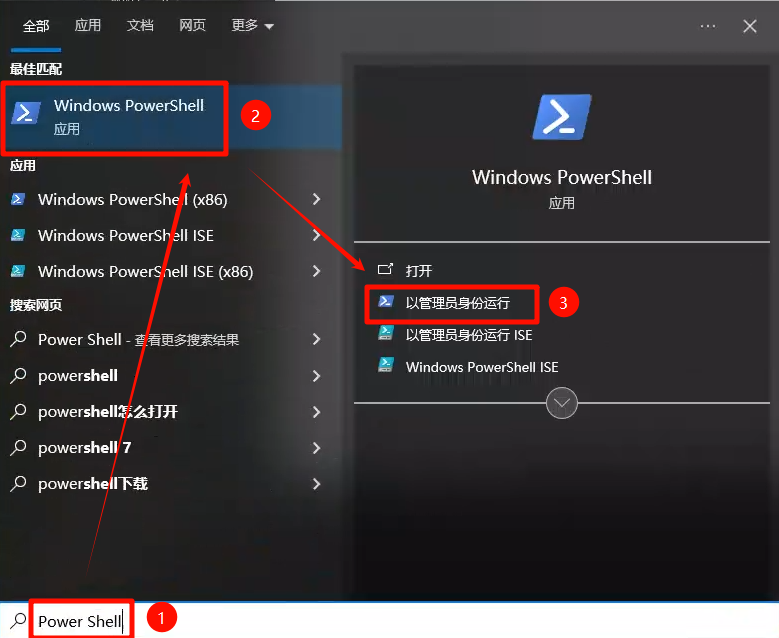 全部 应用 文档 网页 更多
最佳匹配
Windows PowerShell
应用
2
应用
Windows PowerShell (x86)
Windows PowerShell ISE
Windows PowerShell ISE (x86)
搜索网页
Power Shell - 查看更多搜索结果
powershell
powershell怎么打开
powershell 7
powershell下载
Windows PowerShell
应用
打开
以管理员身份运行
3
以管理员身份运行 ISE
Windows PowerShell ISE
Power Shell
1